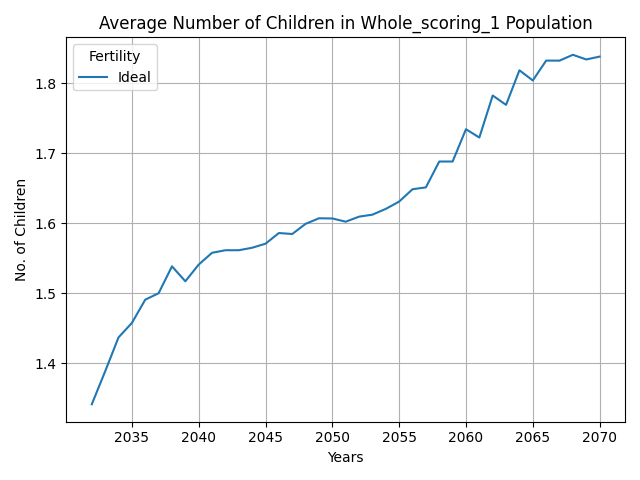 Average Number of Children in Whole_scoring_1 Population
Fertility
Ideal
No. of Children
1.8
1.7
1.6
1.5
1.4
2035 2040 2045 2050 2055 2060 2065 2070
Years